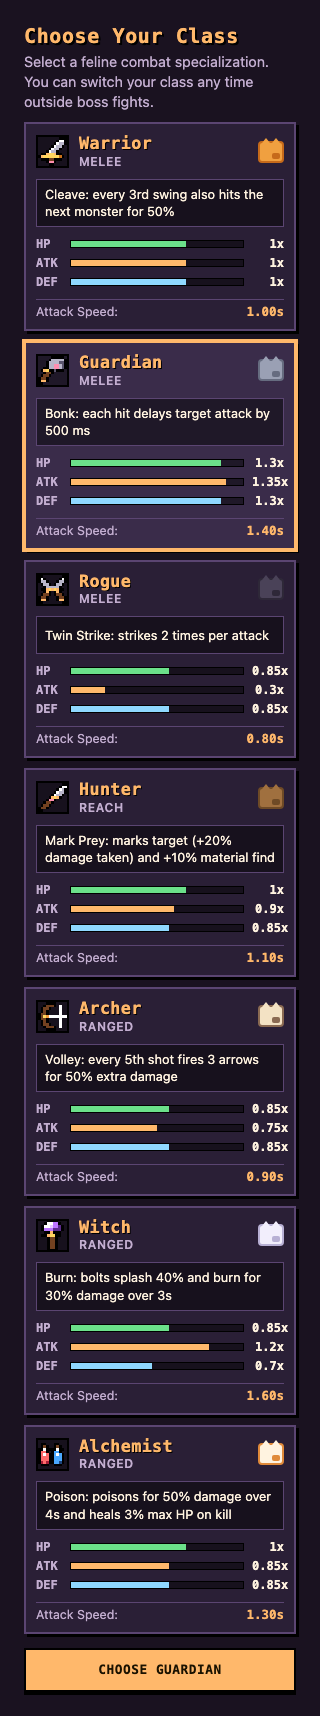 Choose Your Class
Select a feline combat specialization.
You can switch your class any time
outside boss fights.
Warrior
MELEE
Cleave: every 3rd swing also hits the
next monster for 50%
HP 1x
ATK 1x
DEF 1x
Attack Speed: 1.00s
Guardian
MELEE
Bonk: each hit delays target attack by
500 ms
HP 1.3x
ATK 1.35x
DEF 1.3x
Attack Speed: 1.40s
Rogue
MELEE
Twin Strike: strikes 2 times per attack
HP 0.85x
ATK 0.3x
DEF 0.85x
Attack Speed: 0.80s
Hunter
REACH
Mark Prey: marks target (+20%
damage taken) and +10% material find
HP 1x
ATK 0.9x
DEF 0.85x
Attack Speed: 1.10s
Archer
RANGED
Volley: every 5th shot fires 3 arrows
for 50% extra damage
HP 0.85x
ATK 0.75x
DEF 0.85x
Attack Speed: 0.90s
Witch
RANGED
Burn: bolts splash 40% and burn for
30% damage over 3s
HP 0.85x
ATK 1.2x
DEF 0.7x
Attack Speed: 1.60s
Alchemist
RANGED
Poison: poisons for 50% damage over
4s and heals 3% max HP on kill
HP 1x
ATK 0.85x
DEF 0.85x
Attack Speed: 1.30s
CHOOSE GUARDIAN